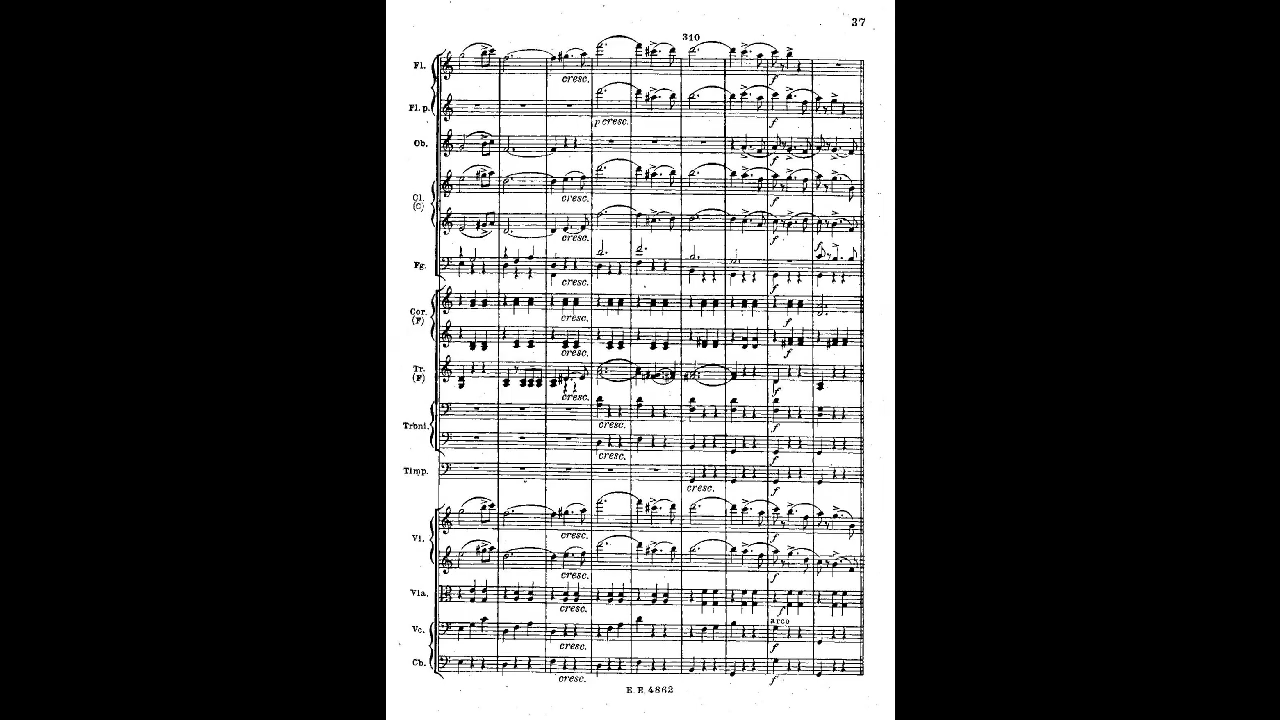 37
310
Fl.
cresc.
f
Fl. p.
p cresc.
f
Ob.
f
Cl.
(C)
cresc.
f
cresc.
f
Fg.
cresc.
f
Cor.
(F)
cresc.
f
cresc.
f
Tr.
(F)
cresc.
f
Trbni.
cresc.
f
cresc.
f
Timp.
cresc.
f
Vl.
cresc.
f
cresc.
f
Vla.
cresc.
f
arco
Vc.
cresc.
f
Cb.
cresc.
f
E. E. 4862